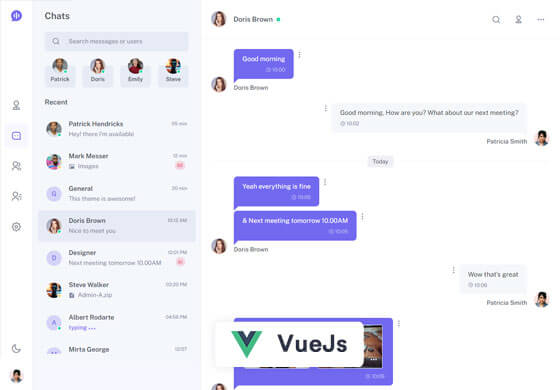 Chats
Search messages or users
Patrick
Doris
Emily
Steve
Recent
Patrick Hendricks
05 min
Hey! there I'm available
Mark Messer
12 min
Images
General
20 min
This theme is awesome!
Doris Brown
10:12 AM
Nice to meet you
Designer
12:01 PM
Next meeting tomorrow 10.00AM
Steve Walker
03:20 PM
Admin-A.zip
Albert Rodarte
04:56 PM
typing
Mirta George
12/07
Doris Brown
Good morning
10:00
Doris Brown
Good morning, How are you? What about our next meeting?
10:02
Patricia Smith
Today
Yeah everything is fine
10:05
& Next meeting tomorrow 10.00AM
10:05
Doris Brown
Wow that's great
10:06
Patricia Smith
VueJs
10:05